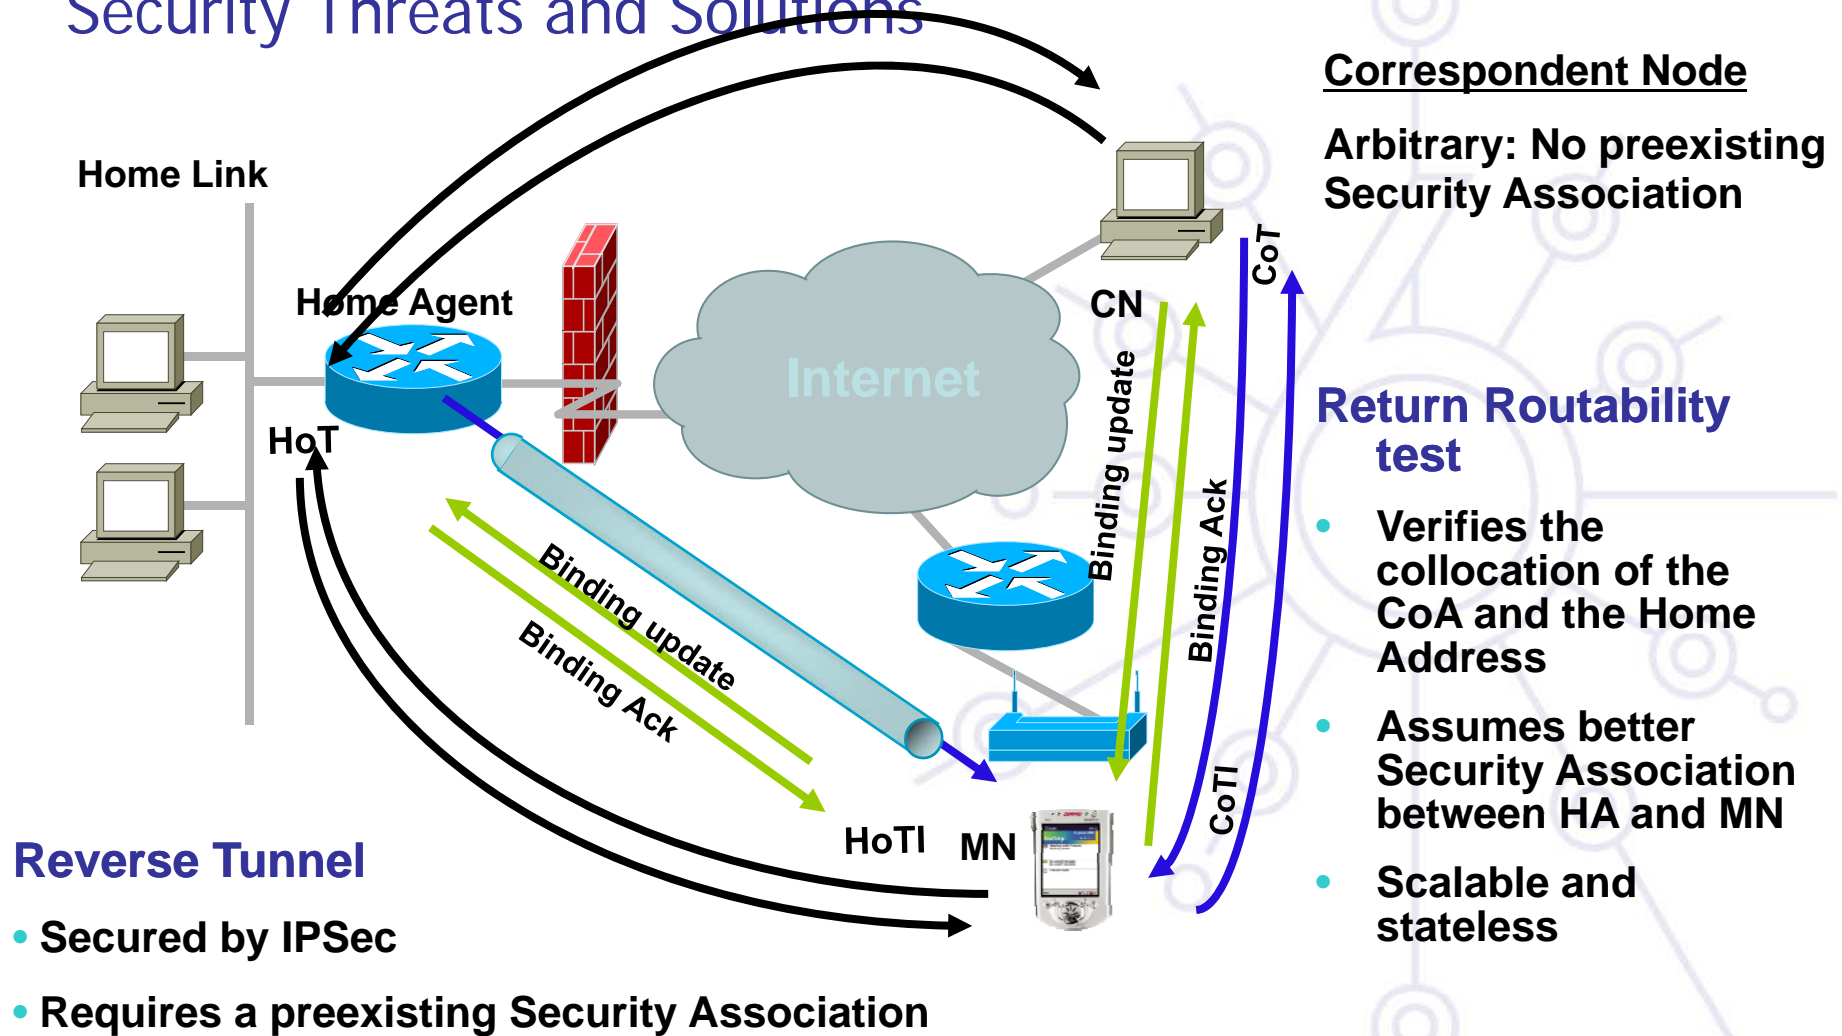 Security Threats and Solutions
Correspondent Node
Arbitrary: No preexisting
Security Association
Home Link
Home Agent
CN
CoT
Internet
Binding update
Binding Ack
HoT
Binding update
Binding Ack
CoTI
HoTI
MN
Return Routability
test
• Verifies the
collocation of the
CoA and the Home
Address
• Assumes better
Security Association
between HA and MN
• Scalable and
stateless
Reverse Tunnel
• Secured by IPSec
• Requires a preexisting Security Association